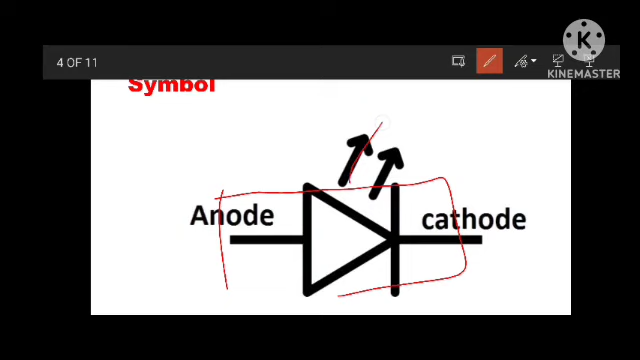 4 OF 11
K
KINEMASTER
Symbol
Anode
cathode